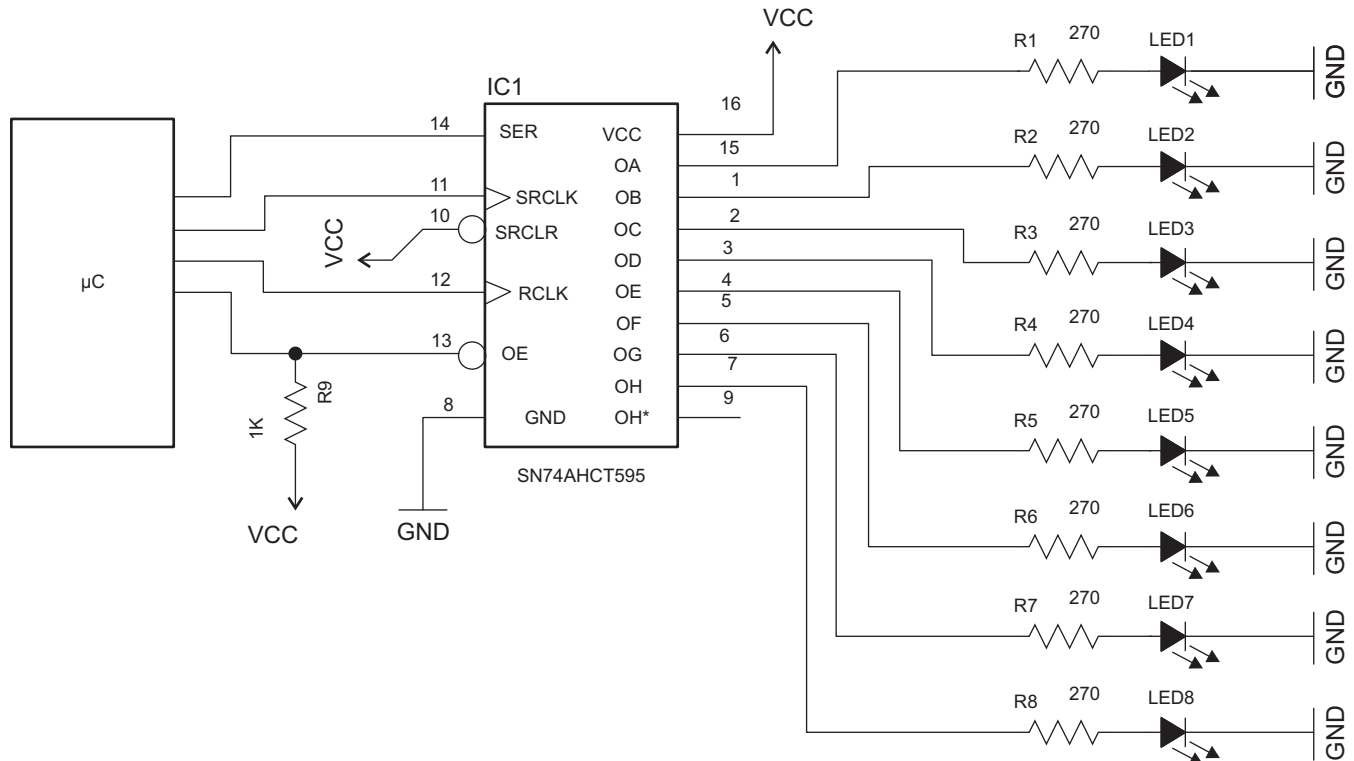 VCC
R1
270
LED1
GND
IC1
16
14
SER
VCC
15
OA
R2
270
LED2
GND
11
SRCLK
1
OB
10
SRCLR
VCC
2
OC
R3
270
LED3
GND
3
OD
µC
12
RCLK
4
OE
5
OF
R4
270
LED4
GND
13
OE
6
OG
7
OH
R9
1K
VCC
8
GND
GND
9
OH*
SN74AHCT595
R5
270
LED5
GND
R6
270
LED6
GND
R7
270
LED7
GND
R8
270
LED8
GND